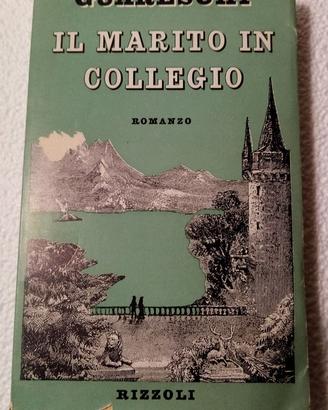 GUARESCHI
IL MARITO IN
COLLEGIO
ROMANZO
RIZZOLI